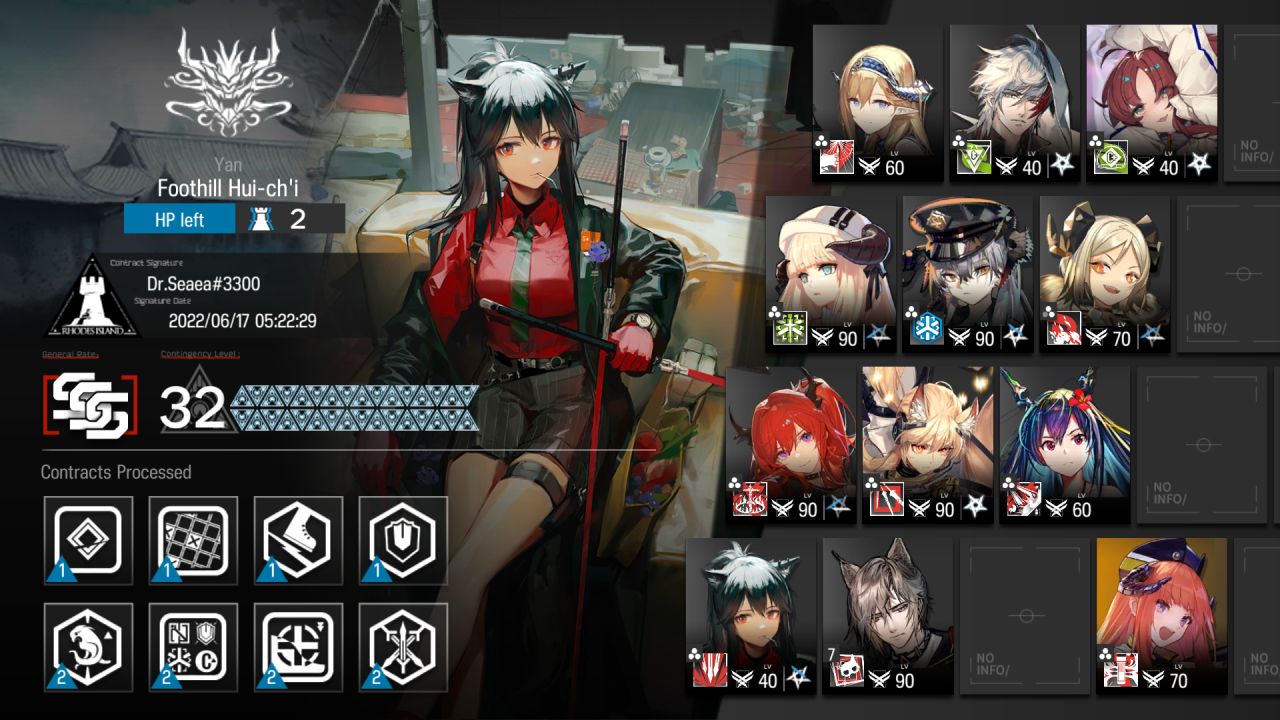 Yan
Foothill Hui-ch'i
HP left 2
Contract Signature
Dr.Seaea#3300
Signature Date
2022/06/17 05:22:29
RHODES ISLAND
General Rate:
Contingency Level:
32
Contracts Processed
1 1 1 1
2 2 2 2
LV 60
LV 40
LV 40
NO INFO/
LV 90
LV 90
LV 70
NO INFO/
LV 90
LV 90
LV 60
NO INFO/
LV 40
7 LV 90
NO INFO/
LV 70
NO INFO